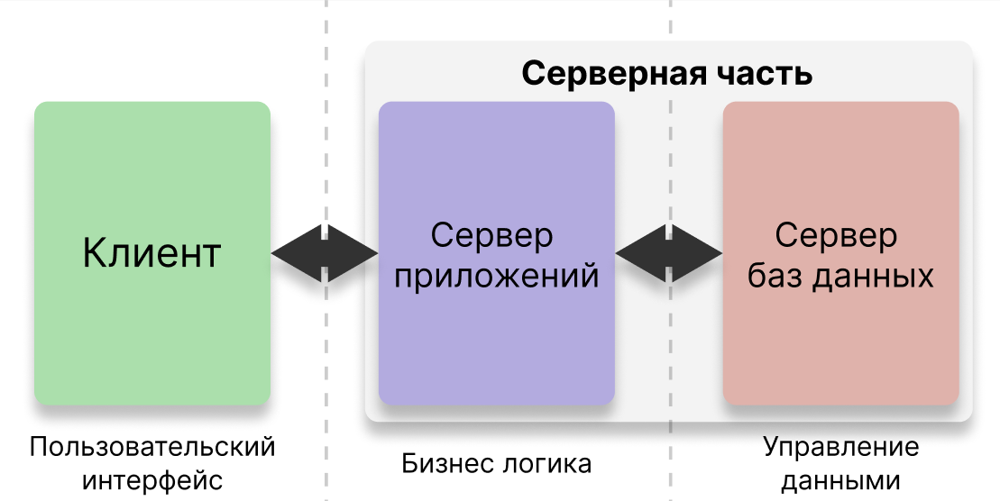 Серверная часть
Клиент
Сервер
приложений
Сервер
баз данных
Пользовательский
интерфейс
Бизнес логика
Управление
данными